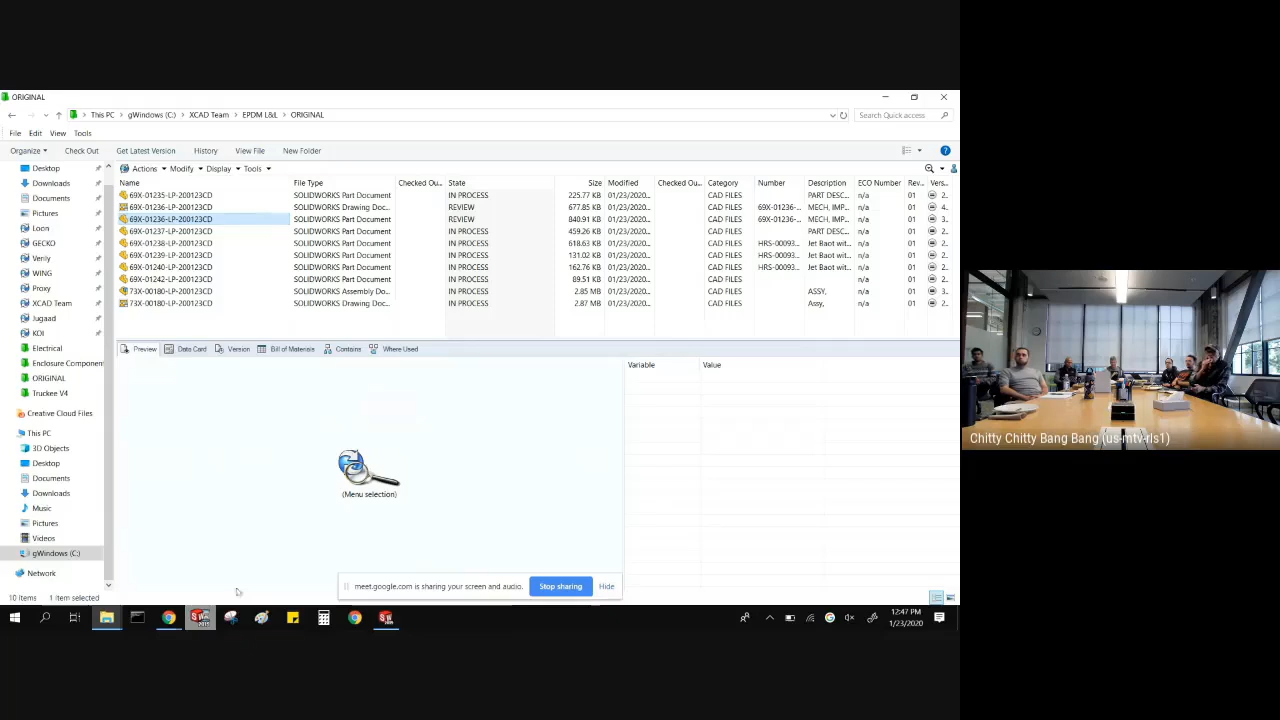 ORIGINAL
This PC gWindows (C:) XCAD Team EPDM L&L ORIGINAL
Search Quick access
File Edit View Tools
Organize Check Out Get Latest Version History View File New Folder
Actions Modify Display Tools
Name File Type Checked Ou... State Size Modified Checked Ou... Category Number Description ECO Number Rev... Vers...
69X-01235-LP-200123CD SOLIDWORKS Part Document IN PROCESS 225.77 KB 01/23/2020... CAD FILES PART DESC... n/a 01 2...
69X-01236-LP-200123CD SOLIDWORKS Drawing Doc... REVIEW 677.85 KB 01/23/2020... CAD FILES 69X-01236-... MECH, IMP... n/a 01 4...
69X-01236-LP-200123CD SOLIDWORKS Part Document REVIEW 840.91 KB 01/23/2020... CAD FILES 69X-01236-... MECH, IMP... n/a 01 3...
69X-01237-LP-200123CD SOLIDWORKS Part Document IN PROCESS 459.26 KB 01/23/2020... CAD FILES PART DESC... n/a 01 2...
69X-01238-LP-200123CD SOLIDWORKS Part Document IN PROCESS 618.63 KB 01/23/2020... CAD FILES HRS-00093... Jet Baot wit... n/a 01 2...
69X-01239-LP-200123CD SOLIDWORKS Part Document IN PROCESS 131.02 KB 01/23/2020... CAD FILES HRS-00093... Jet Baot wit... n/a 01 2...
69X-01240-LP-200123CD SOLIDWORKS Part Document IN PROCESS 162.76 KB 01/23/2020... CAD FILES HRS-00093... Jet Baot wit... n/a 01 2...
69X-01242-LP-200123CD SOLIDWORKS Part Document IN PROCESS 89.51 KB 01/23/2020... CAD FILES n/a 01 2...
73X-00180-LP-200123CD SOLIDWORKS Assembly Do... IN PROCESS 2.85 MB 01/23/2020... CAD FILES ASSY, n/a 01 3...
73X-00180-LP-200123CD SOLIDWORKS Drawing Doc... IN PROCESS 2.87 MB 01/23/2020... CAD FILES Assy, n/a 01 2...
Desktop
Downloads
Documents
Pictures
Loon
GECKO
Verily
WING
Proxy
XCAD Team
Jugaad
KOI
Electrical
Enclosure Component
ORIGINAL
Truckee V4
Creative Cloud Files
This PC
3D Objects
Desktop
Documents
Downloads
Music
Pictures
Videos
gWindows (C:)
Network
Preview Data Card Version Bill of Materials Contains Where Used
Variable Value
(Menu selection)
meet.google.com is sharing your screen and audio. Stop sharing Hide
10 items 1 item selected
12:47 PM
1/23/2020
Chitty Chitty Bang Bang (us-mtv-rls1)